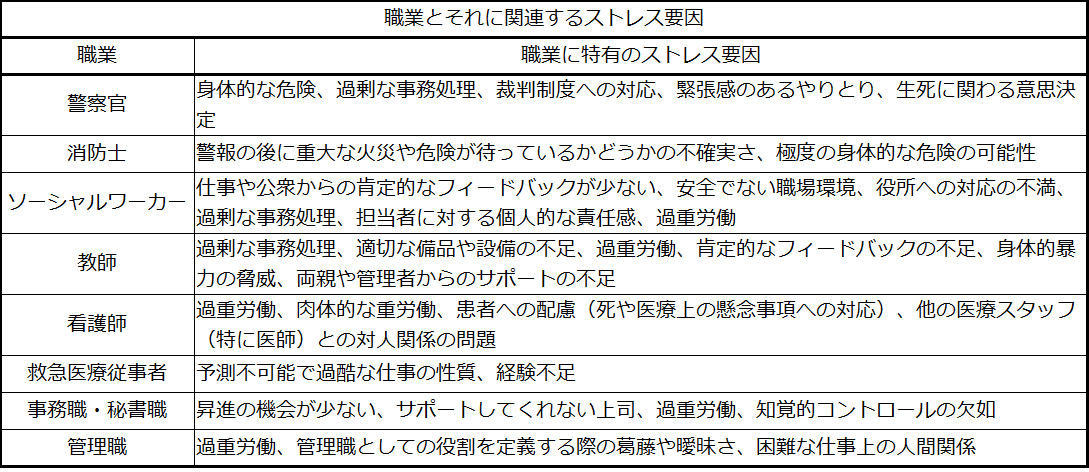 職業とそれに関連するストレス要因
職業 職業に特有のストレス要因
警察官 身体的な危険、過剰な事務処理、裁判制度への対応、緊張感のあるやりとり、生死に関わる意思決
定
消防士 警報の後に重大な火災や危険が待っているかどうかの不確実さ、極度の身体的な危険の可能性
ソーシャルワーカー 仕事や公衆からの肯定的なフィードバックが少ない、安全でない職場環境、役所への対応の不満、
過剰な事務処理、担当者に対する個人的な責任感、過重労働
教師 過剰な事務処理、適切な備品や設備の不足、過重労働、肯定的なフィードバックの不足、身体的暴
力の脅威、両親や管理者からのサポートの不足
看護師 過重労働、肉体的な重労働、患者への配慮（死や医療上の懸念事項への対応）、他の医療スタッフ
（特に医師）との対人関係の問題
救急医療従事者 予測不可能で過酷な仕事の性質、経験不足
事務職・秘書職 昇進の機会が少ない、サポートしてくれない上司、過重労働、知覚的コントロールの欠如
管理職 過重労働、管理職としての役割を定義する際の葛藤や曖昧さ、困難な仕事上の人間関係